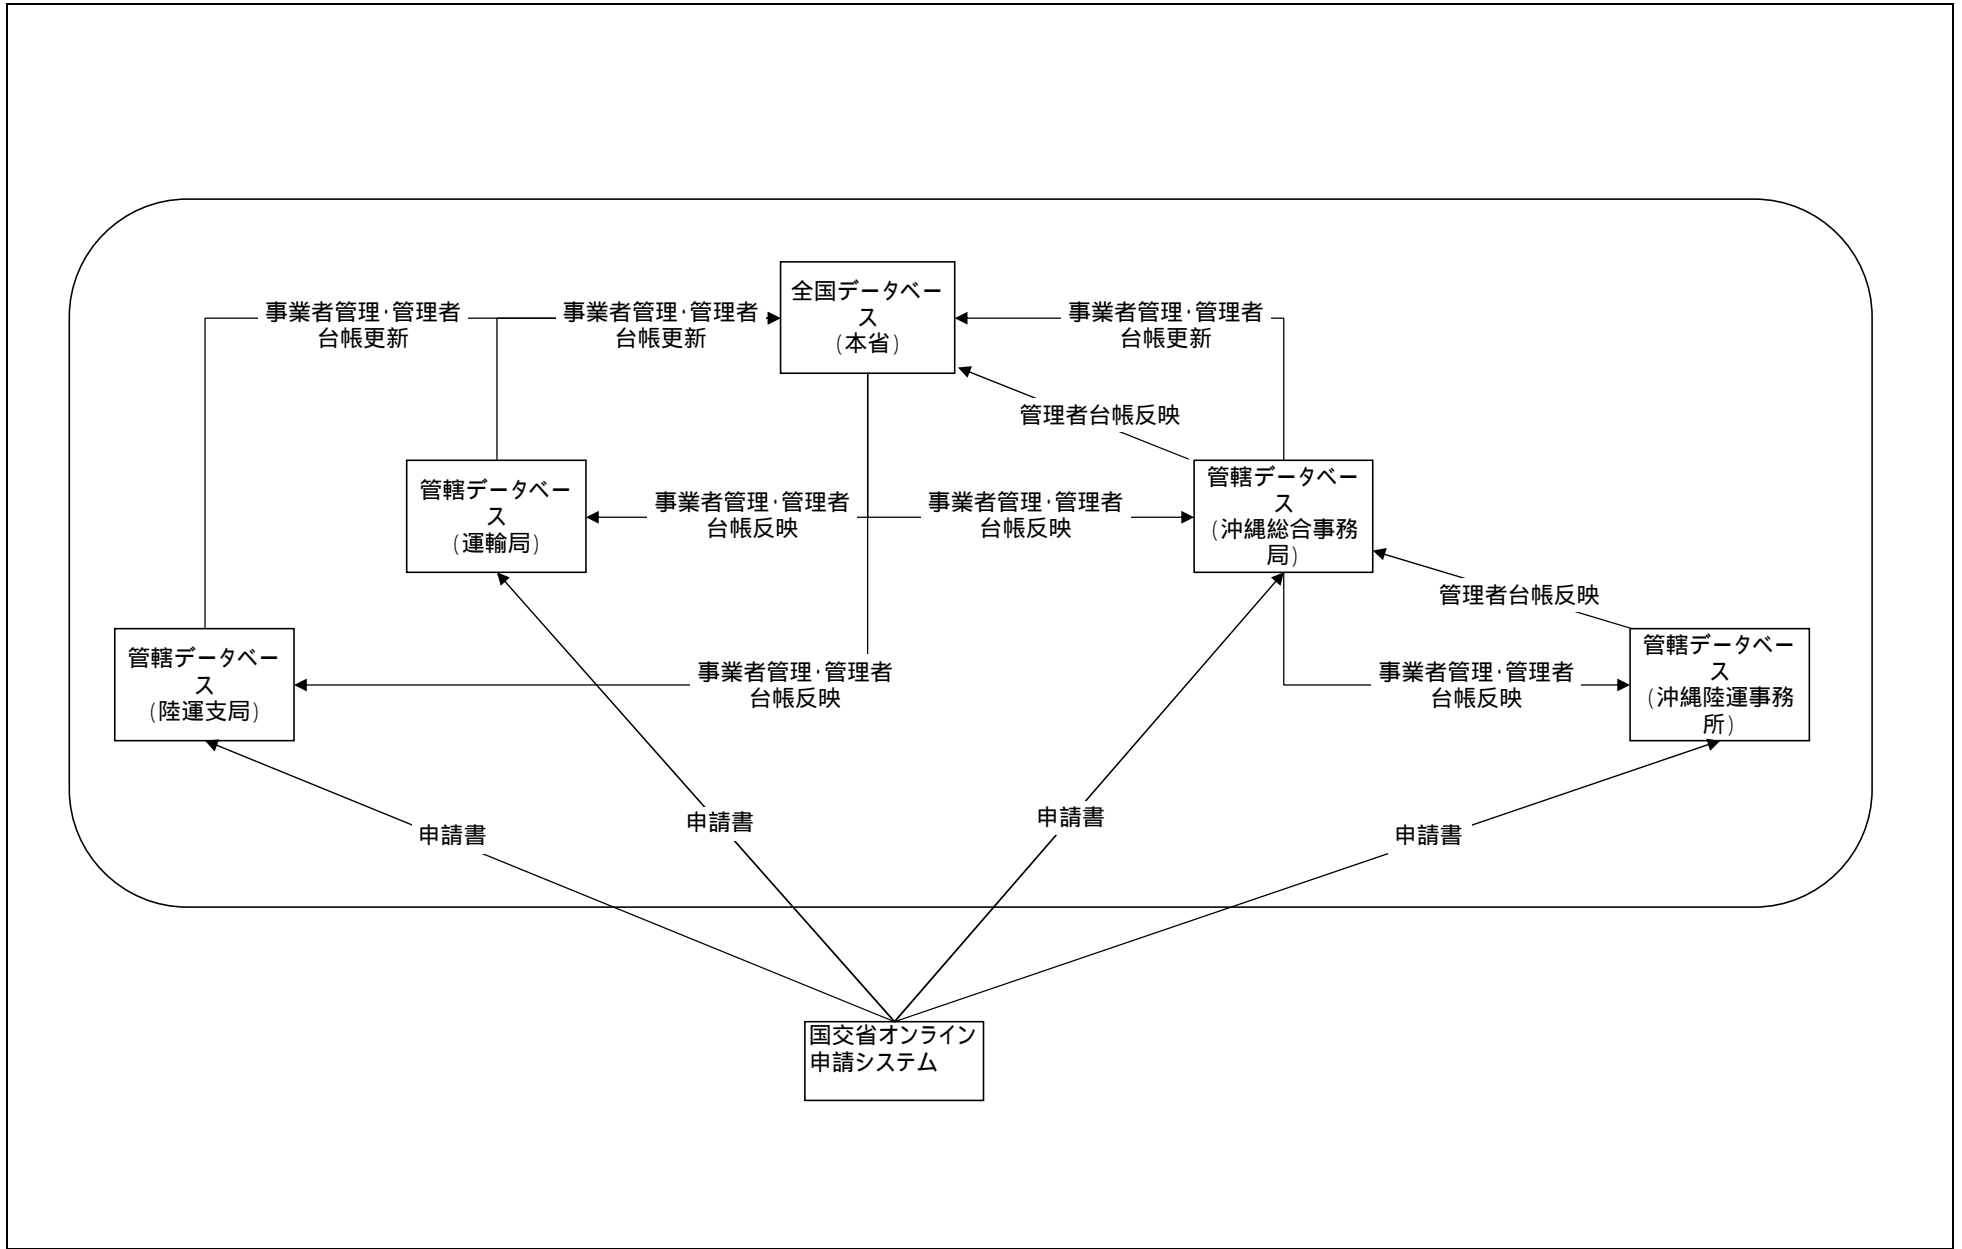 全国データベー
ス
(本省)
事業者管理・管理者
台帳更新
事業者管理・管理者
台帳更新
事業者管理・管理者
台帳更新
管理者台帳反映
管轄データベー
ス
(運輸局)
事業者管理・管理者
台帳反映
事業者管理・管理者
台帳反映
管轄データベー
ス
(沖縄総合事務
局)
管理者台帳反映
管轄データベー
ス
(陸運支局)
事業者管理・管理者
台帳反映
事業者管理・管理者
台帳反映
管轄データベー
ス
(沖縄陸運事務
所)
申請書
申請書
申請書
申請書
国交省オンライン
申請システム